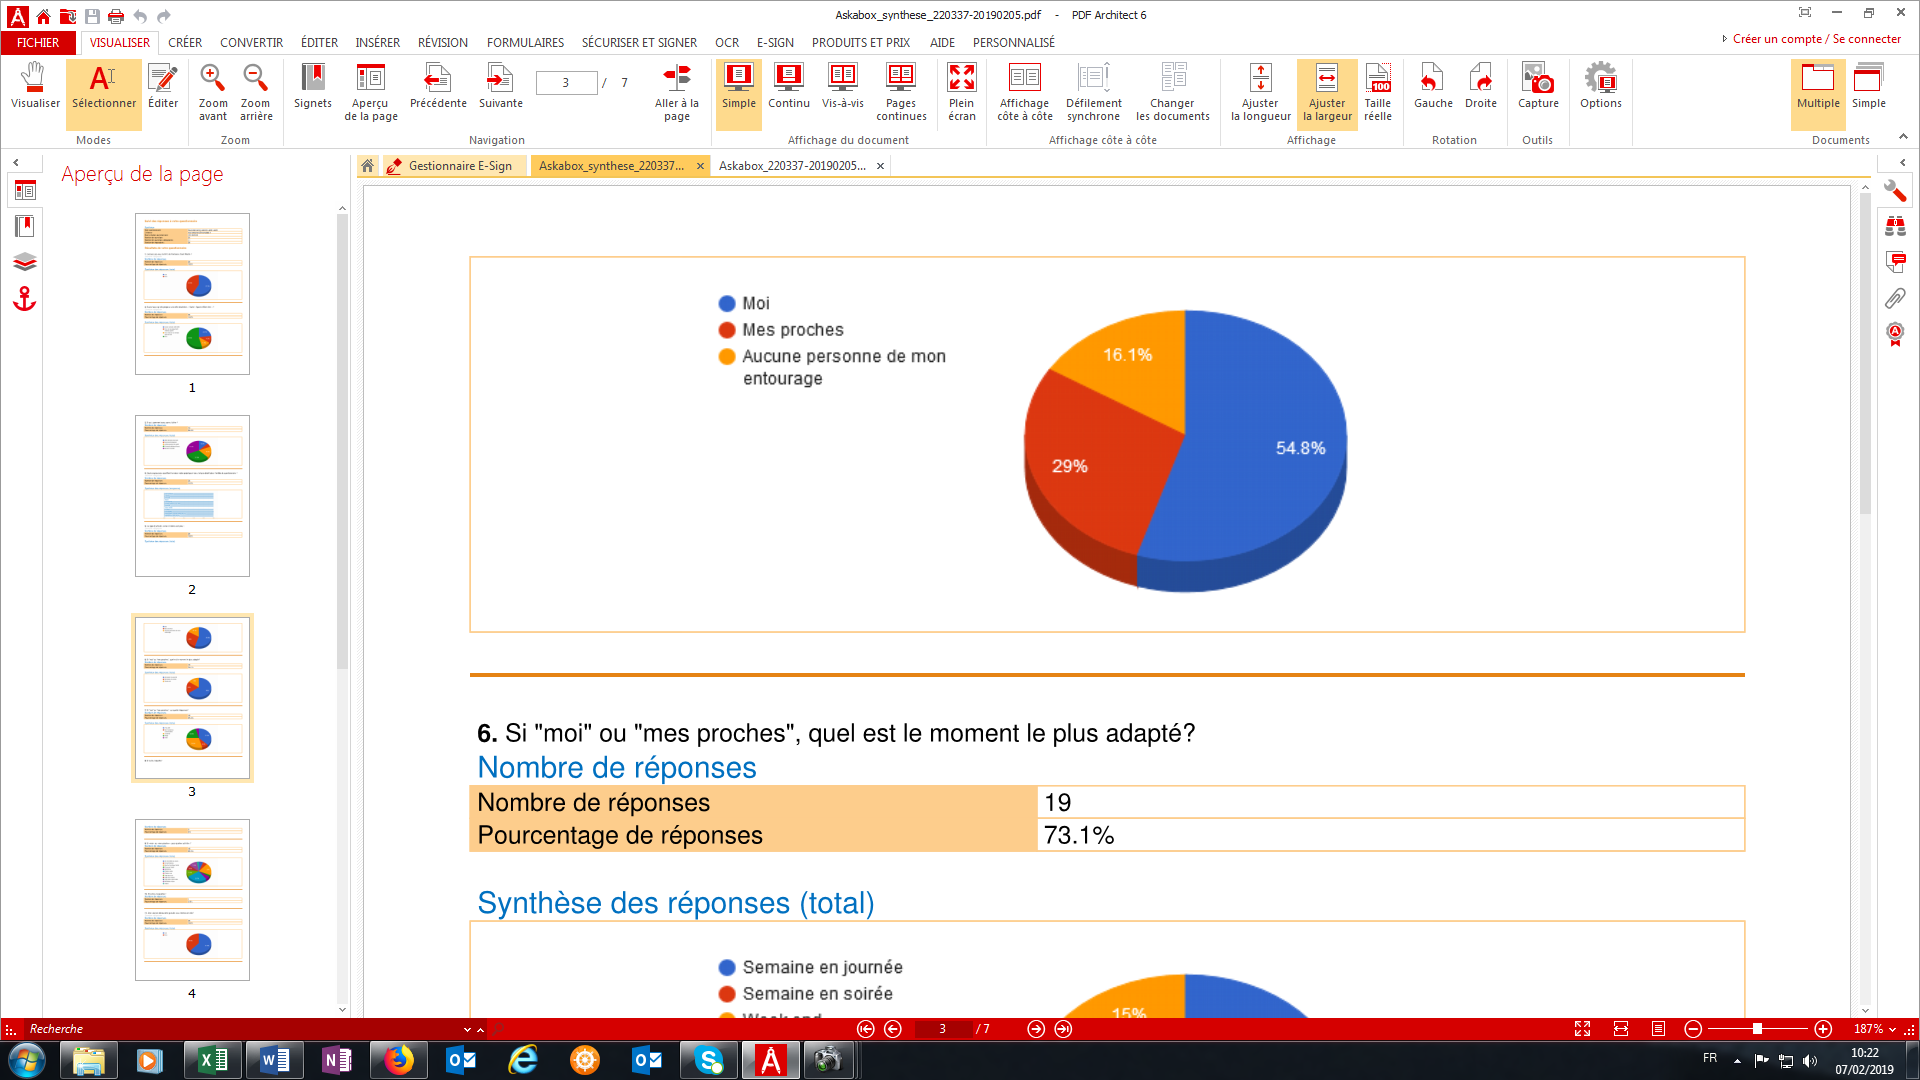 Askabox_synthese_220337-20190205.pdf - PDF Architect 6
FICHIER VISUALISER CRÉER CONVERTIR ÉDITER INSÉRER RÉVISION FORMULAIRES SÉCURISER ET SIGNER OCR E-SIGN PRODUITS ET PRIX AIDE PERSONNALISÉ
Créer un compte / Se connecter
Visualiser Sélectionner Éditer
Modes
Zoom avant
Zoom arrière
Zoom
Signets
Aperçu de la page
Précédente
Suivante
3 / 7
Aller à la page
Navigation
Simple
Continu
Vis-à-vis
Pages continues
Affichage du document
Plein écran
Affichage côte à côte
Défilement synchrone
Changer les documents
Affichage côte à côte
Ajuster la longueur
Ajuster la largeur
100
Taille réelle
Affichage
Gauche
Droite
Rotation
Capture
Outils
Options
Multiple
Simple
Documents
Aperçu de la page
Gestionnaire E-Sign
Askabox_synthese_220337...
Askabox_220337-20190205...
1
2
3
4
Moi
Mes proches
Aucune personne de mon
entourage
16.1%
54.8%
29%
6. Si "moi" ou "mes proches", quel est le moment le plus adapté?
Nombre de réponses
Nombre de réponses 19
Pourcentage de réponses 73.1%
Synthèse des réponses (total)
Semaine en journée
Semaine en soirée
15%
Recherche
3 / 7
187%
FR
10:22
07/02/2019